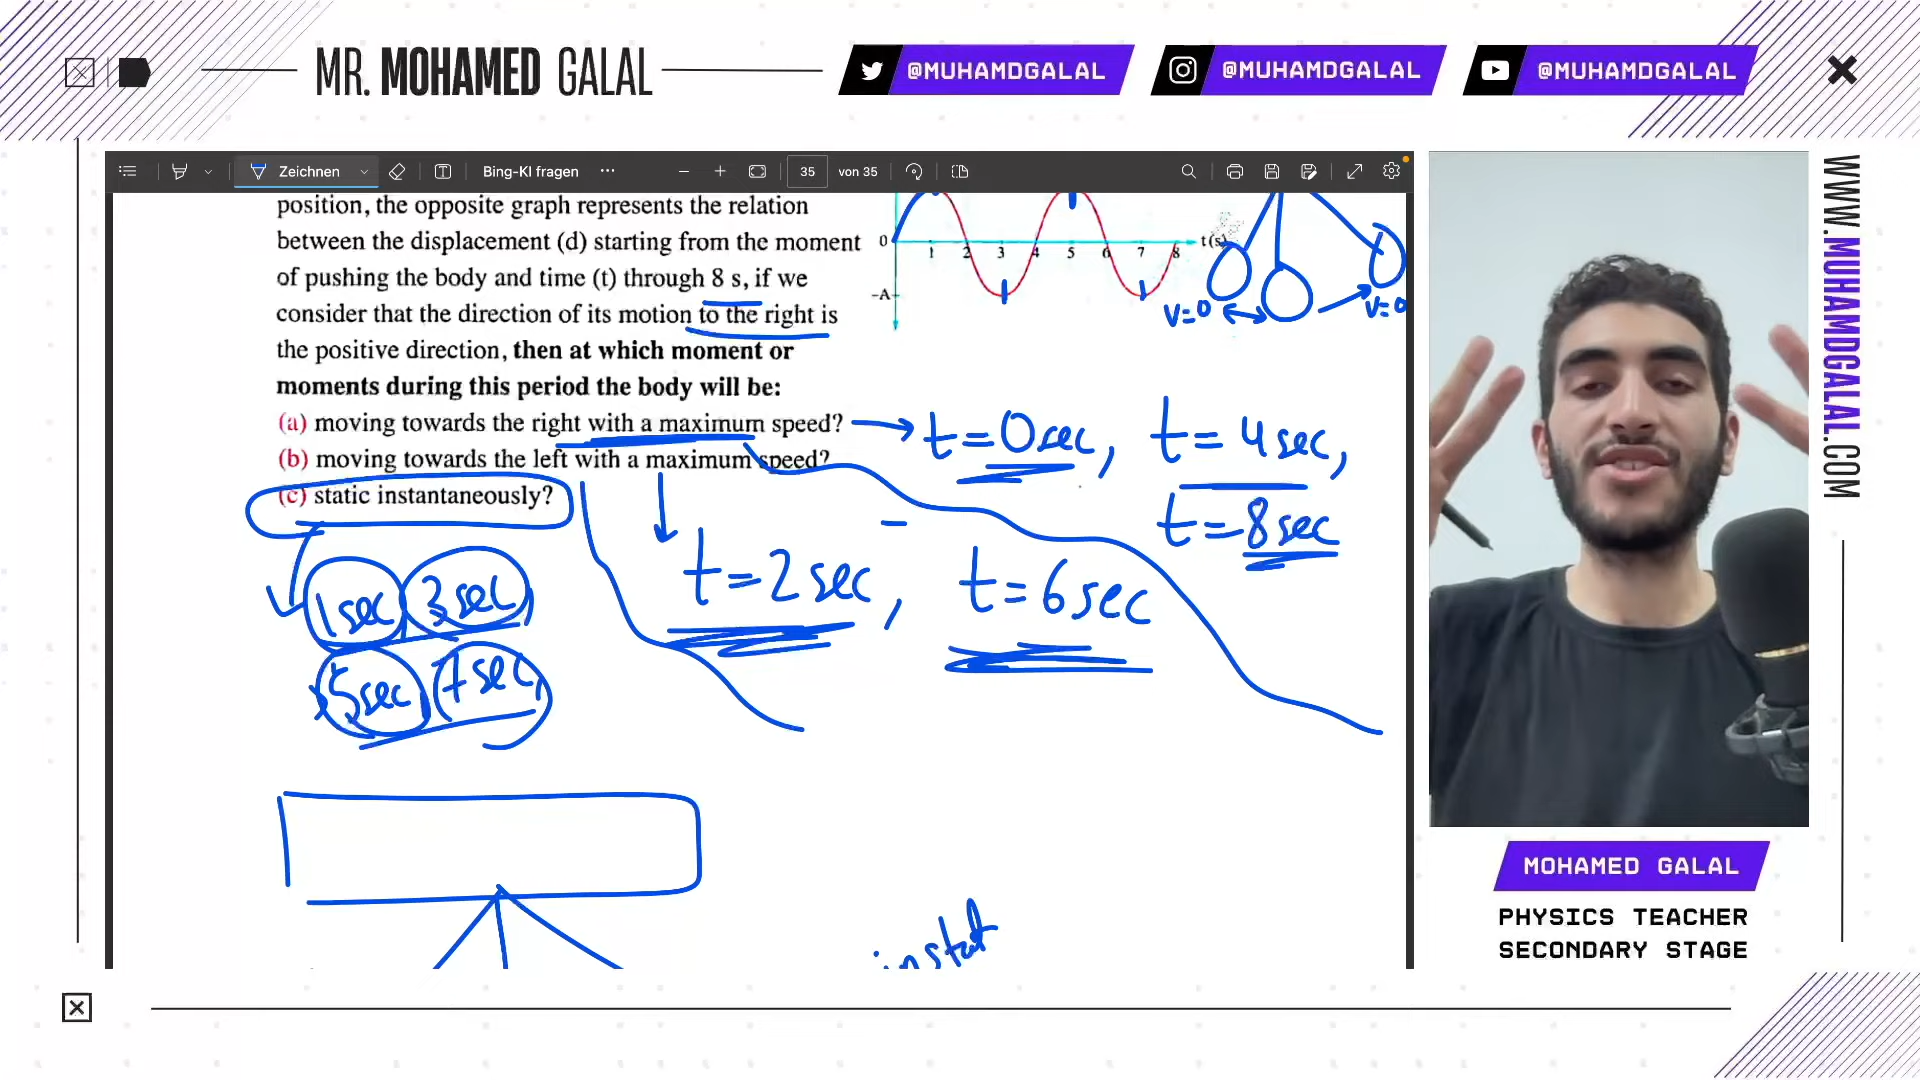 MR. MOHAMED GALAL
@MUHAMDGALAL
@MUHAMDGALAL
@MUHAMDGALAL
Zeichnen
Bing-KI fragen
35
von 35
position, the opposite graph represents the relation
between the displacement (d) starting from the moment
of pushing the body and time (t) through 8 s, if we
consider that the direction of its motion to the right is
the positive direction, then at which moment or
moments during this period the body will be:
(a) moving towards the right with a maximum speed?
(b) moving towards the left with a maximum speed?
(c) static instantaneously?
0
1 2 3 4 5 6 7 8
t(s)
-A
V=0
V=0
t=0sec, t=4sec,
t=8sec
t=2sec, t=6sec
1sec, 3sec,
5sec, 7sec,
instat
WWW.MUHAMDGALAL.COM
MOHAMED GALAL
PHYSICS TEACHER
SECONDARY STAGE